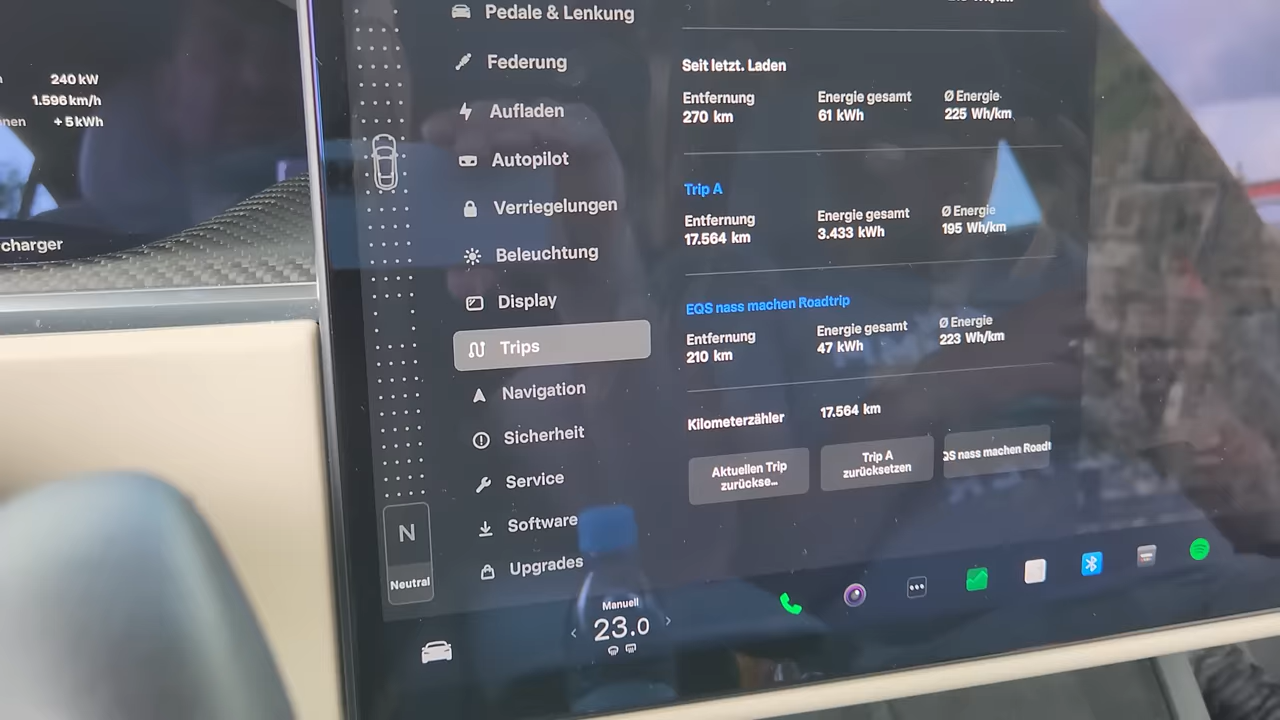 240 kW
1.596 km/h
nen + 5 kWh
charger
Pedale & Lenkung
Federung
Aufladen
Autopilot
Verriegelungen
Beleuchtung
Display
Trips
Navigation
Sicherheit
Service
Software
Upgrades
N
Neutral
Seit letzt. Laden
Entfernung Energie gesamt Ø Energie
270 km 61 kWh 225 Wh/km
Trip A
Entfernung Energie gesamt Ø Energie
17.564 km 3.433 kWh 195 Wh/km
EQS nass machen Roadtrip
Entfernung Energie gesamt Ø Energie
210 km 47 kWh 223 Wh/km
Kilometerzähler 17.564 km
Aktuellen Trip
zurückse...
Trip A
zurücksetzen
QS nass machen Roadt
Manuell
23.0